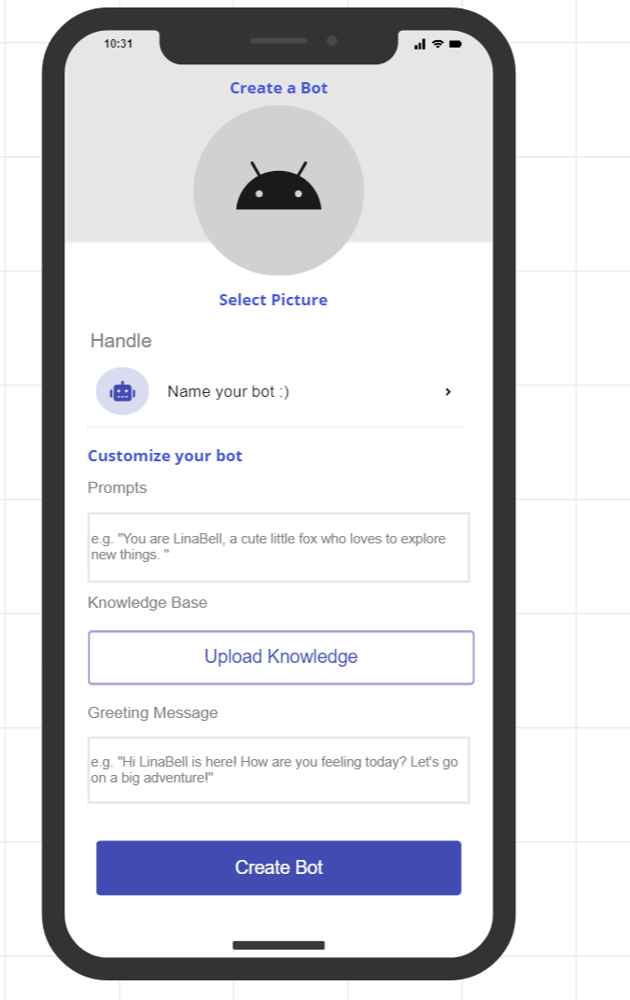 10:31
Create a Bot
Select Picture
Handle
Name your bot :)
Customize your bot
Prompts
e.g. "You are LinaBell, a cute little fox who loves to explore
new things. "
Knowledge Base
Upload Knowledge
Greeting Message
e.g. "Hi LinaBell is here! How are you feeling today? Let's go
on a big adventure!"
Create Bot